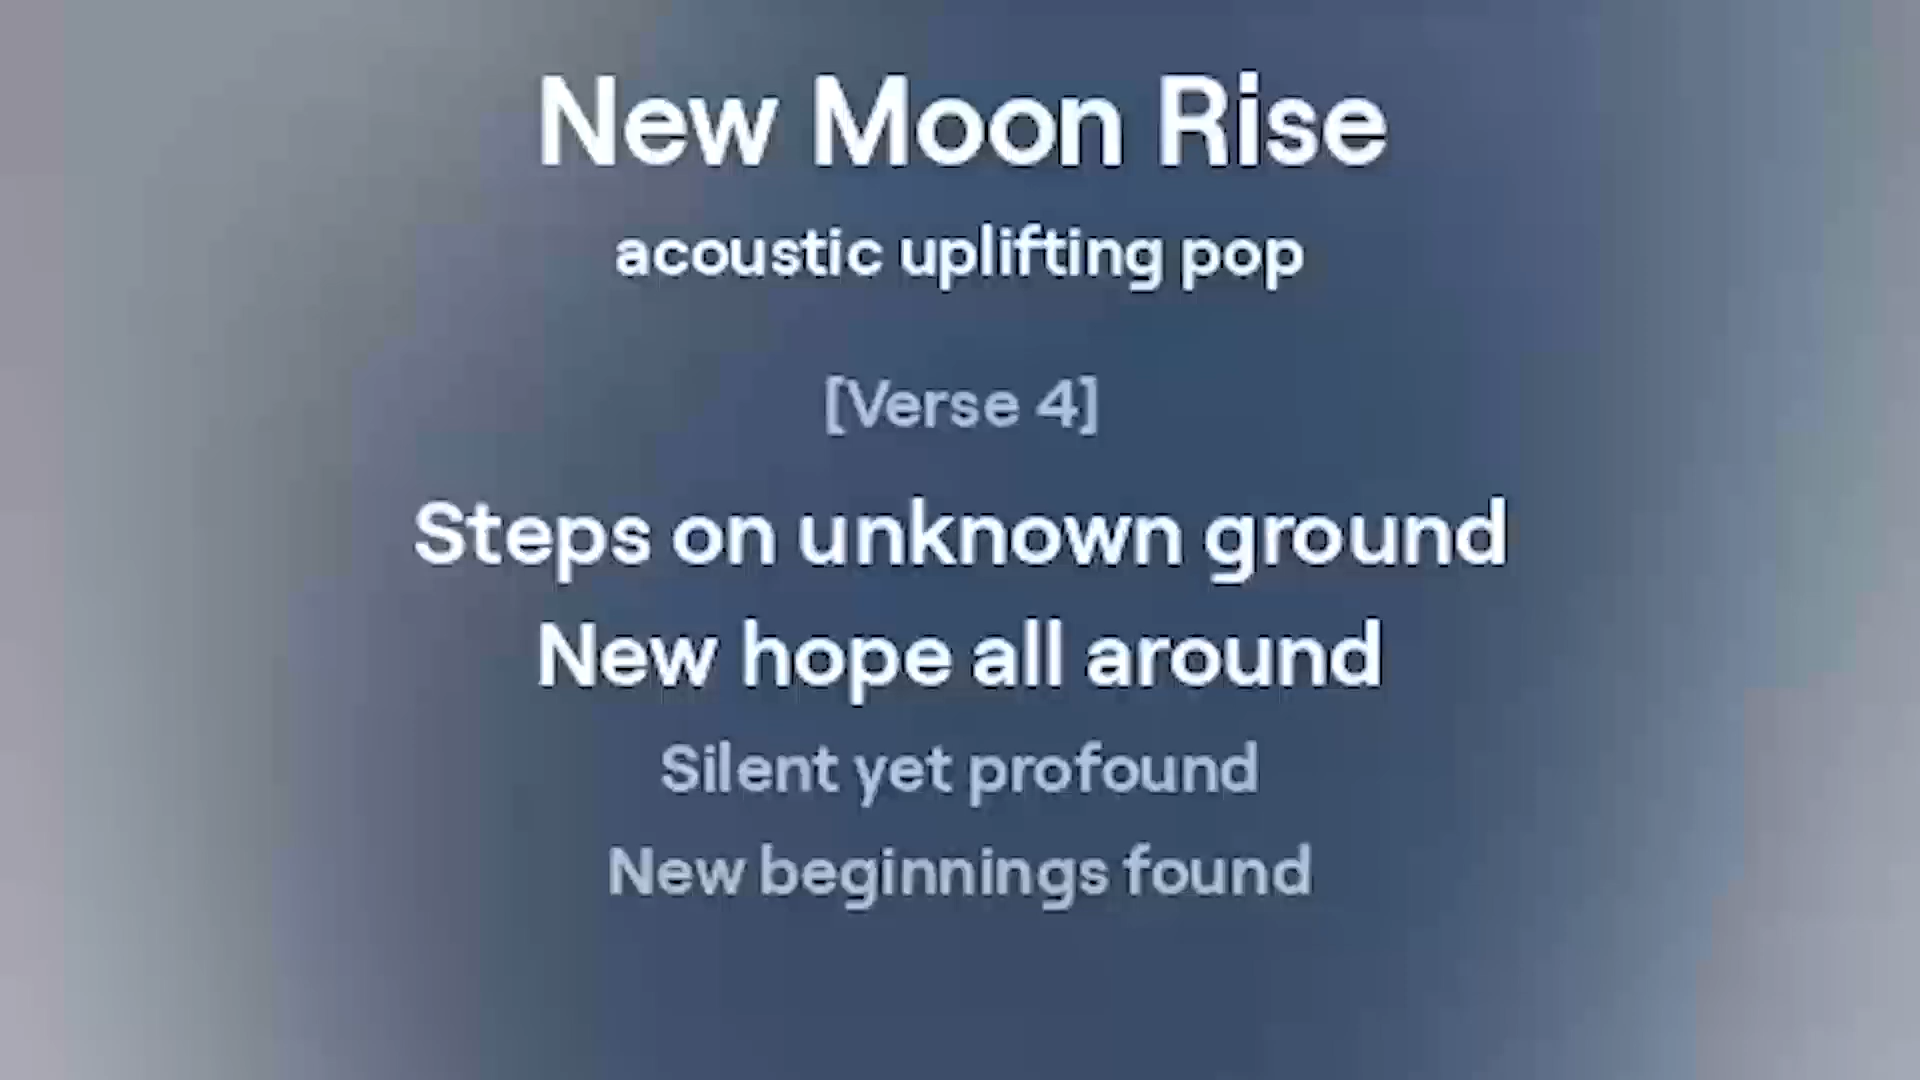 New Moon Rise
acoustic uplifting pop
[Verse 4]
Steps on unknown ground
New hope all around
Silent yet profound
New beginnings found